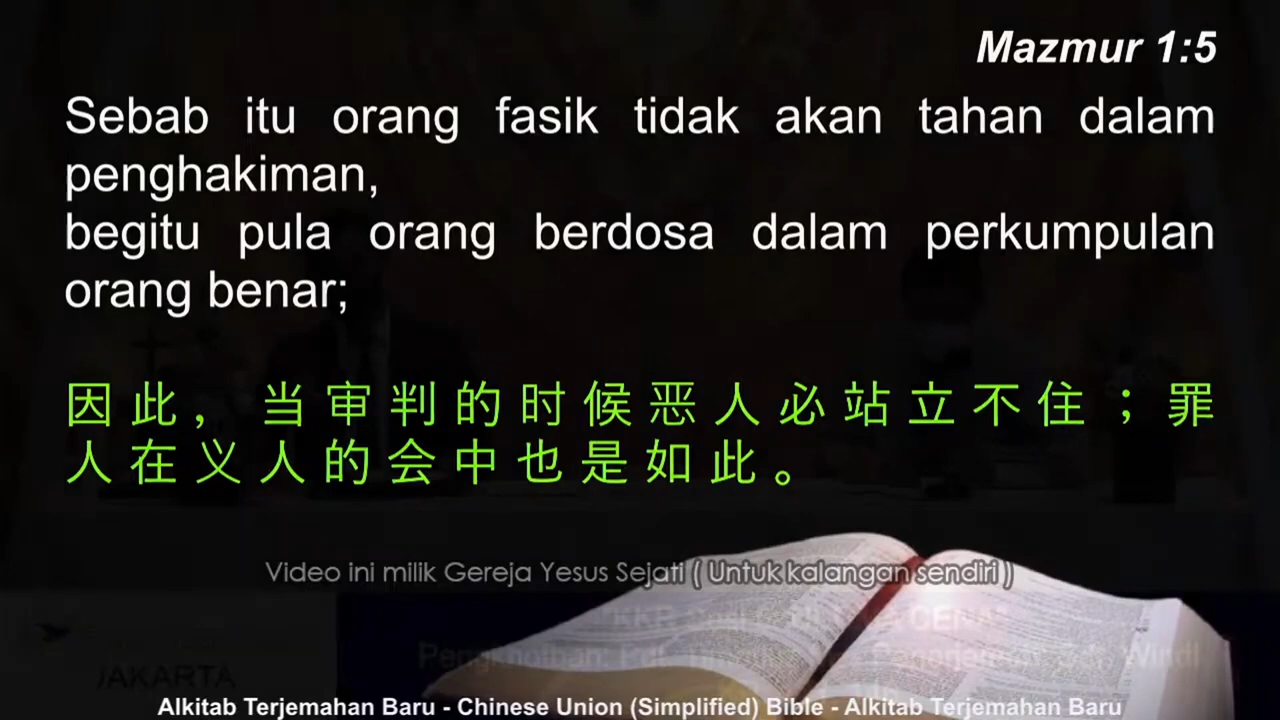 Mazmur 1:5
Sebab itu orang fasik tidak akan tahan dalam
penghakiman,
begitu pula orang berdosa dalam perkumpulan
orang benar;
因此，当审判的时候恶人必站立不住；罪
人在义人的会中也是如此。
Video ini milik Gereja Yesus Sejati ( Untuk kalangan sendiri )
JAKARTA
Alkitab Terjemahan Baru - Chinese Union (Simplified) Bible - Alkitab Terjemahan Baru